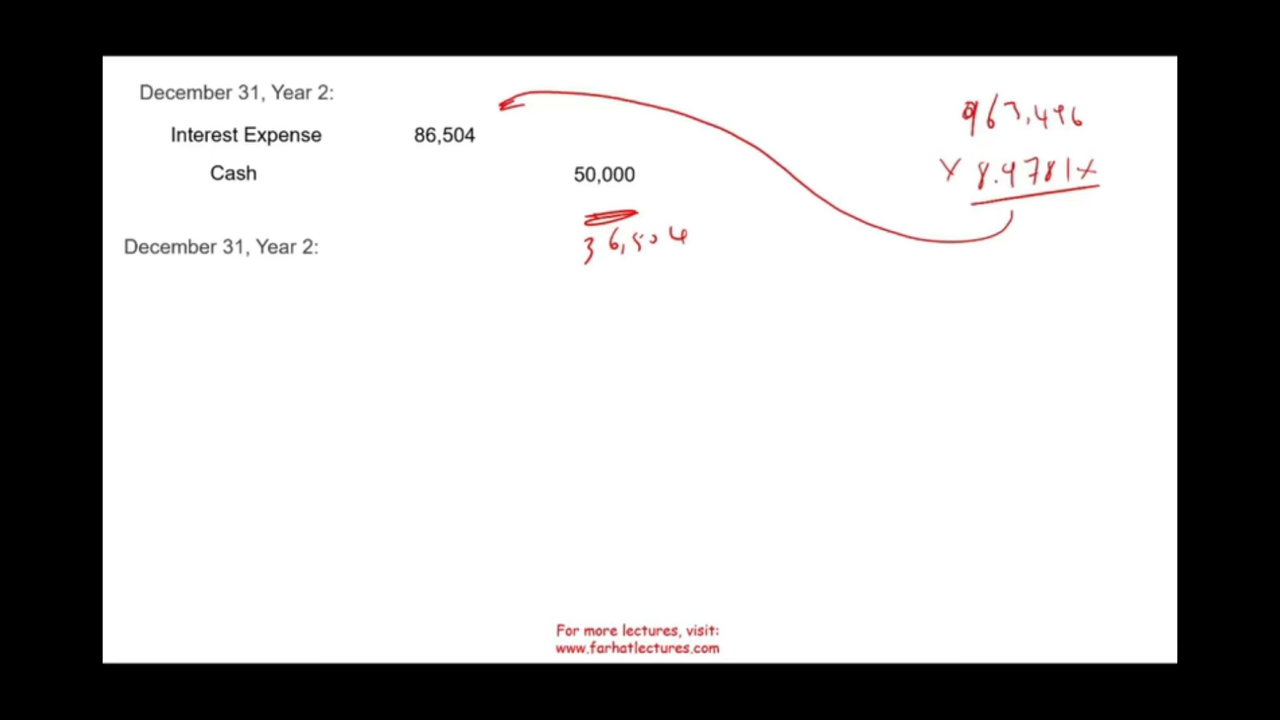 December 31, Year 2:
963,496
Interest Expense 86,504
Cash 50,000
x 8.9781%
36,504
December 31, Year 2:
For more lectures, visit:
www.farhatlectures.com